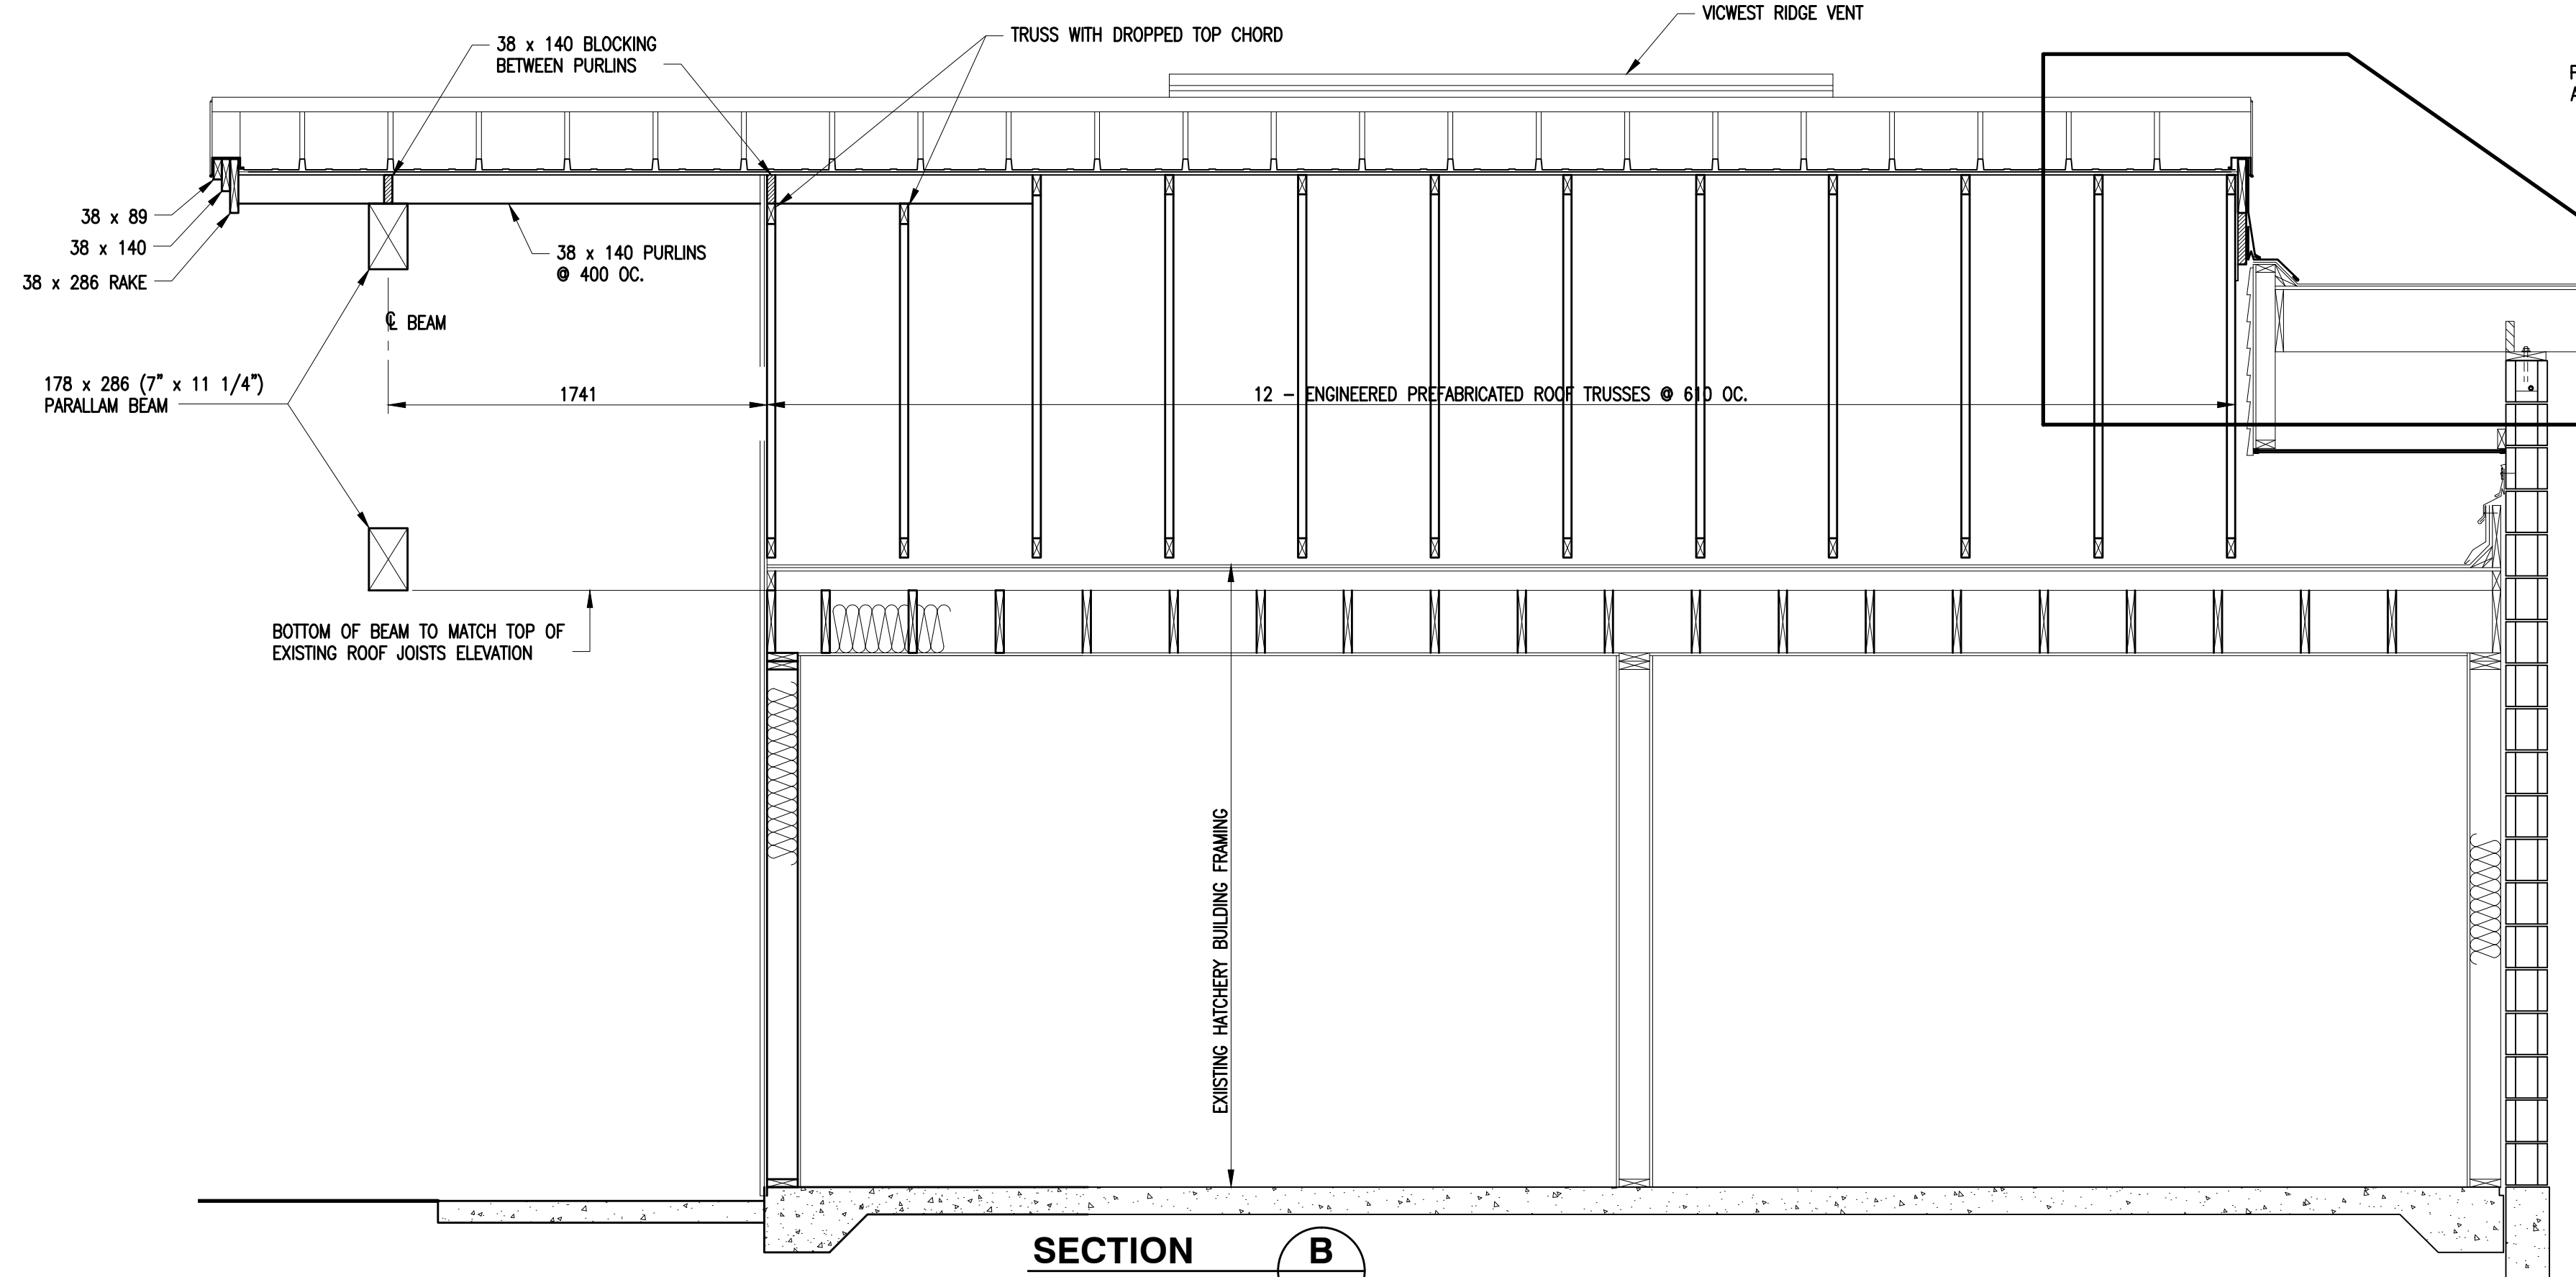 VICWEST RIDGE VENT
38 x 140 BLOCKING
BETWEEN PURLINS
TRUSS WITH DROPPED TOP CHORD
38 x 89
38 x 140
38 x 286 RAKE
38 x 140 PURLINS
@ 400 OC.
℄ BEAM
178 x 286 (7" x 11 1/4")
PARALLAM BEAM
1741
12 - ENGINEERED PREFABRICATED ROOF TRUSSES @ 610 OC.
BOTTOM OF BEAM TO MATCH TOP OF
EXISTING ROOF JOISTS ELEVATION
EXIISTING HATCHERY BUILDING FRAMING
SECTION B